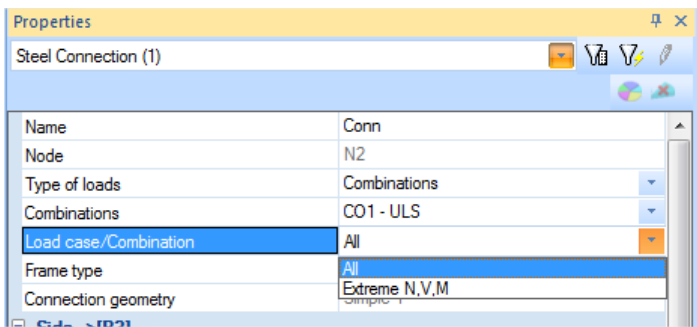 Properties
Steel Connection (1)
Name Conn
Node N2
Type of loads Combinations
Combinations CO1 - ULS
Load case/Combination All
Frame type All
Extreme N,V,M
Connection geometry